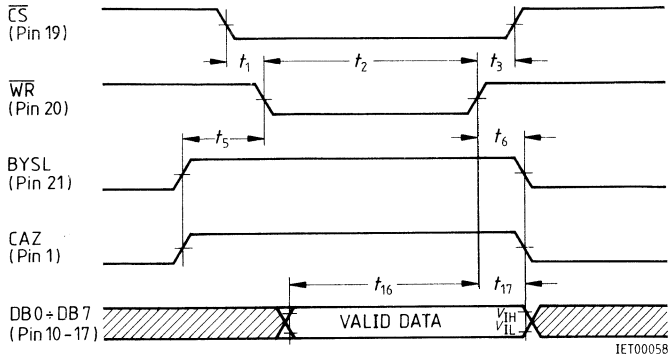 CS
(Pin 19)
t1
t2
t3
WR
(Pin 20)
t5
t6
BYSL
(Pin 21)
CAZ
(Pin 1)
t16
t17
DB0÷DB7
(Pin 10-17)
VALID DATA
VIH
VIL
IET00058